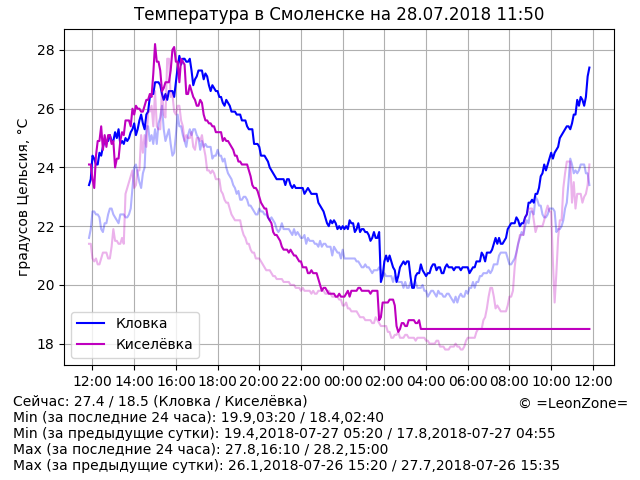 Температура в Смоленске на 28.07.2018 11:50
градусов Цельсия, °C
28
26
24
22
20
18
Кловка
Киселёвка
12:00 14:00 16:00 18:00 20:00 22:00 00:00 02:00 04:00 06:00 08:00 10:00 12:00
Сейчас: 27.4 / 18.5 (Кловка / Киселёвка)
© =LeonZone=
Min (за последние 24 часа): 19.9,03:20 / 18.4,02:40
Min (за предыдущие сутки): 19.4,2018-07-27 05:20 / 17.8,2018-07-27 04:55
Max (за последние 24 часа): 27.8,16:10 / 28.2,15:00
Max (за предыдущие сутки): 26.1,2018-07-26 15:20 / 27.7,2018-07-26 15:35